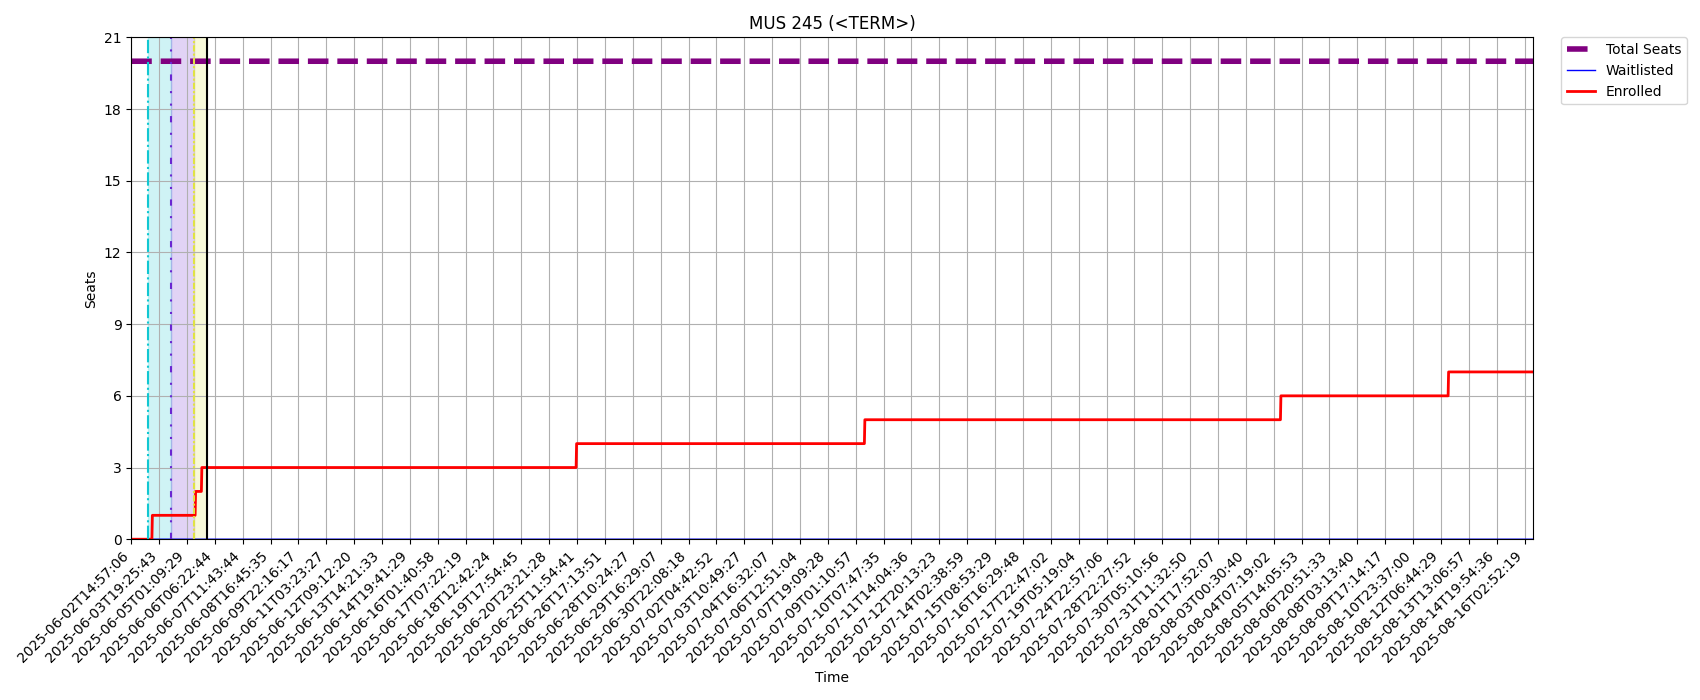 MUS 245 (<TERM>)
Total Seats
Waitlisted
Enrolled
21
18
15
12
9
6
3
0
Seats
2025-06-02T14:57:06
2025-06-03T19:25:43
2025-06-05T01:09:29
2025-06-06T06:22:44
2025-06-07T11:43:44
2025-06-08T16:45:35
2025-06-09T22:16:17
2025-06-11T03:23:27
2025-06-12T09:12:20
2025-06-13T14:21:33
2025-06-14T19:41:29
2025-06-16T01:40:58
2025-06-17T07:22:19
2025-06-18T12:42:24
2025-06-19T17:54:45
2025-06-20T23:21:28
2025-06-25T11:54:41
2025-06-26T17:13:51
2025-06-28T10:24:27
2025-06-29T16:29:07
2025-06-30T22:08:18
2025-07-02T04:42:52
2025-07-03T10:49:27
2025-07-04T16:32:07
2025-07-06T12:51:04
2025-07-07T19:09:28
2025-07-09T01:10:57
2025-07-10T07:47:35
2025-07-11T14:04:36
2025-07-12T20:13:23
2025-07-14T02:38:59
2025-07-15T08:53:29
2025-07-16T16:29:48
2025-07-17T22:47:02
2025-07-19T05:19:04
2025-07-24T22:57:06
2025-07-28T22:27:52
2025-07-30T05:10:56
2025-07-31T11:32:50
2025-08-01T17:52:07
2025-08-03T00:30:40
2025-08-04T07:19:02
2025-08-05T14:05:53
2025-08-06T20:51:33
2025-08-08T03:13:40
2025-08-09T17:14:17
2025-08-10T23:37:00
2025-08-12T06:44:29
2025-08-13T13:06:57
2025-08-14T19:54:36
2025-08-16T02:52:19
Time